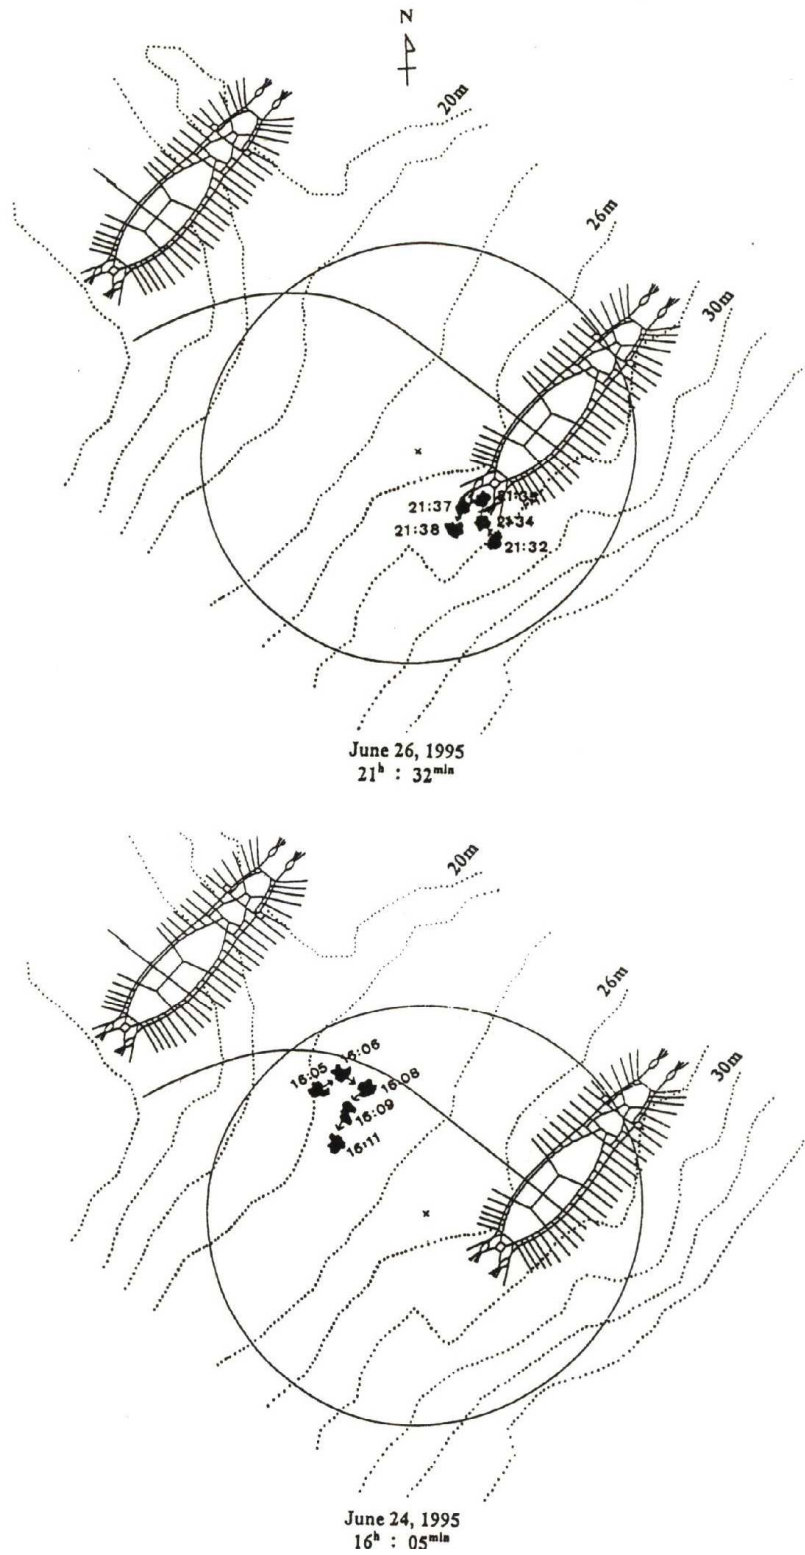 N
20m
26m
30m
21:37
21:38
21:34
21:32
June 26, 1995
21h : 32min
20m
26m
30m
16:05
16:06
16:08
16:09
16:11
June 24, 1995
16h : 05min